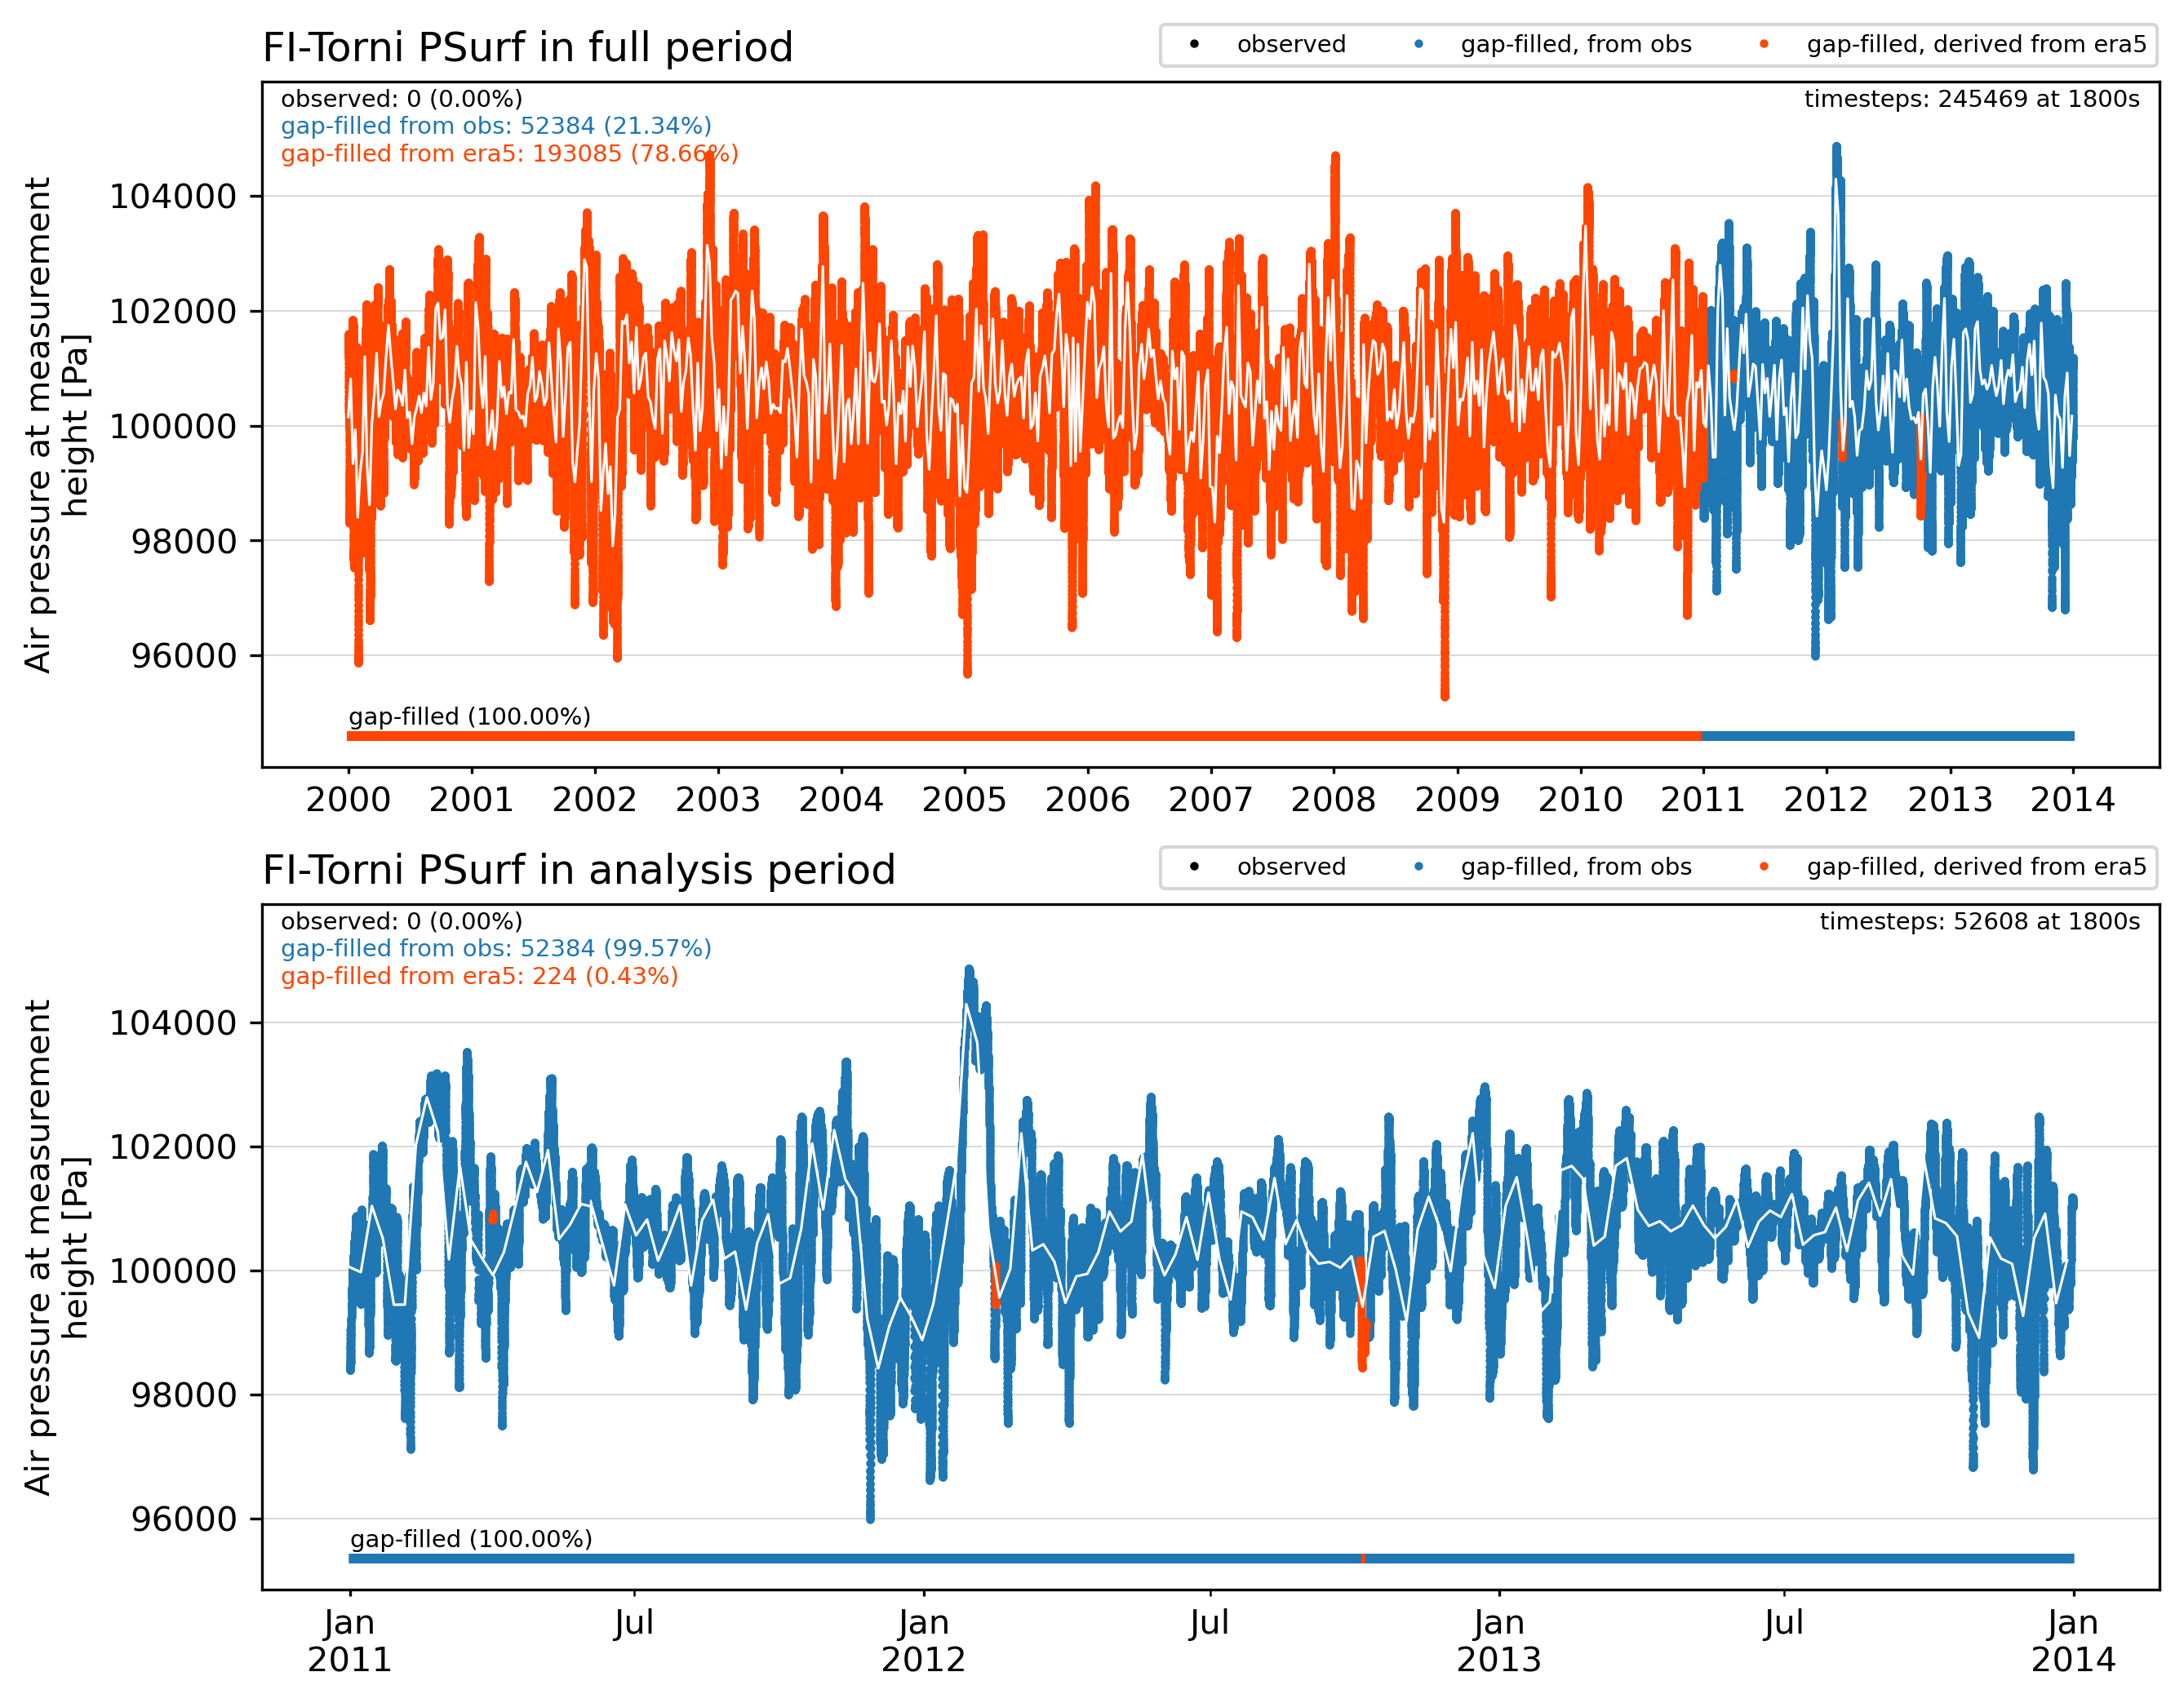 FI-Torni PSurf in full period
observed gap-filled, from obs gap-filled, derived from era5
observed: 0 (0.00%)
timesteps: 245469 at 1800s
gap-filled from obs: 52384 (21.34%)
gap-filled from era5: 193085 (78.66%)
Air pressure at measurement
height [Pa]
104000
102000
100000
98000
96000
gap-filled (100.00%)
2000 2001 2002 2003 2004 2005 2006 2007 2008 2009 2010 2011 2012 2013 2014
FI-Torni PSurf in analysis period
observed gap-filled, from obs gap-filled, derived from era5
observed: 0 (0.00%)
timesteps: 52608 at 1800s
gap-filled from obs: 52384 (99.57%)
gap-filled from era5: 224 (0.43%)
Air pressure at measurement
height [Pa]
104000
102000
100000
98000
96000
gap-filled (100.00%)
Jan Jul Jan Jul Jan Jul Jan
2011 2012 2013 2014